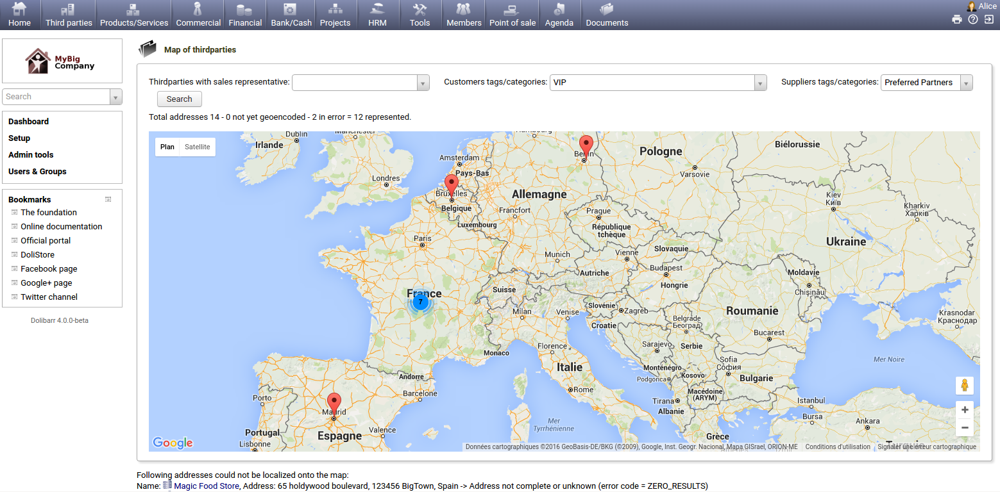 Home Third parties Products/Services Commercial Financial Bank/Cash Projects HRM Tools Members Point of sale Agenda Documents
Alice
MyBig
Company
Search
Dashboard
Setup
Admin tools
Users & Groups
Bookmarks
The foundation
Online documentation
Official portal
DoliStore
Facebook page
Google+ page
Twitter channel
Dolibarr 4.0.0-beta
Map of thirdparties
Thirdparties with sales representative: Customers tags/categories: VIP Suppliers tags/categories: Preferred Partners
Search
Total addresses 14 - 0 not yet geoencoded - 2 in error = 12 represented.
Plan Satellite
Dublin
Manchester
Hambourg
Irlande
Biélorussie
Pologne
Berlin
Amsterdam
Pays-Bas
Varsovie
Londres
Bruxelles
Allemagne
Kiev
Київ
Belgique
Francfort
Prague
Kharkiv
Харків
Luxembourg
République
tchèque
Paris
Ukraine
Slovaquie
Munich
Vienne
Budapest
Autriche
Moldavie
Hongrie
Suisse
France
7
Chișinău
Slovénie
Zagreb
Milan
Venise
Roumanie
Krasnodar
Краснодар
Belgrade
Београд
Croatie
Bucarest
Sarajevo
Serbie
Florence
Monaco
Italie
Sofia
София
Mer Noire
Monténégro
Kosovo
Andorre
Podgorica
Bulgarie
Barcelone
Rome
Macédoine
(ARYM)
Porto
Tirana
Istanbul
Madrid
Albanie
Bursa
Ankara
Mer
Tyrrhénienne
Valence
Portugal
Espagne
Grèce
Lisbonne
Turquie
Athènes
Izmir
Google
Données cartographiques ©2016 GeoBasis-DE/BKG (©2009), Google, Inst. Geogr. Nacional, Mapa GISrael, ORION-ME Conditions d'utilisation Signaler une erreur cartographique
Following addresses could not be localized onto the map:
Name: Magic Food Store, Address: 65 holdywood boulevard, 123456 BigTown, Spain -> Address not complete or unknown (error code = ZERO_RESULTS)